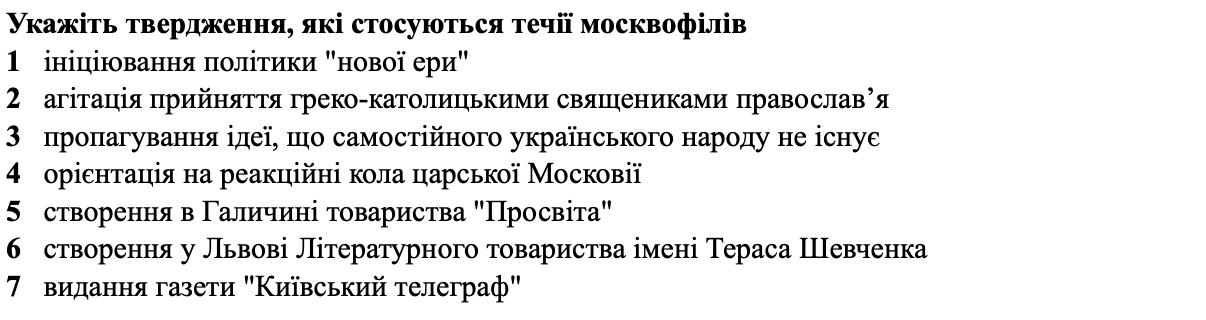 Укажіть твердження, які стосуються течії москвофілів
1 ініціювання політики "нової ери"
2 агітація прийняття греко-католицькими священиками православ’я
3 пропагування ідеї, що самостійного українського народу не існує
4 орієнтація на реакційні кола царської Московії
5 створення в Галичині товариства "Просвіта"
6 створення у Львові Літературного товариства імені Тераса Шевченка
7 видання газети "Київський телеграф"